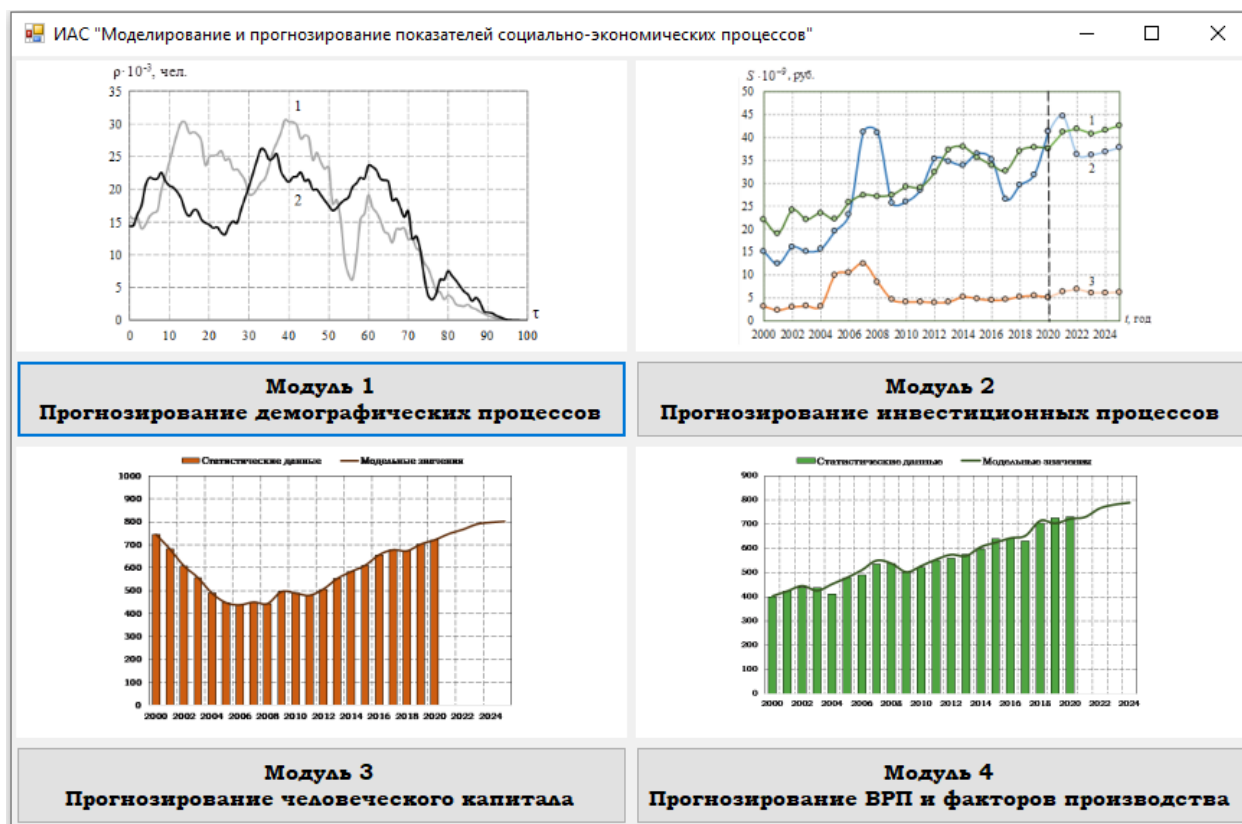 ИАС "Моделирование и прогнозирование показателей социально-экономических процессов"
ρ·10⁻³, чел.
35
30
25
20
15
10
5
0
1
2
τ
0 10 20 30 40 50 60 70 80 90 100
S·10⁻⁹, руб.
50
45
40
35
30
25
20
15
10
5
0
1
2
3
t, год
2000 2002 2004 2006 2008 2010 2012 2014 2016 2018 2020 2022 2024
Модуль 1
Прогнозирование демографических процессов
Модуль 2
Прогнозирование инвестиционных процессов
Статистические данные Модельные значения
1000
900
800
700
600
500
400
300
200
100
0
2000 2002 2004 2006 2008 2010 2012 2014 2016 2018 2020 2022 2024
Статистические данные Модельные значения
900
800
700
600
500
400
300
200
100
0
2000 2002 2004 2006 2008 2010 2012 2014 2016 2018 2020 2022 2024
Модуль 3
Прогнозирование человеческого капитала
Модуль 4
Прогнозирование ВРП и факторов производства